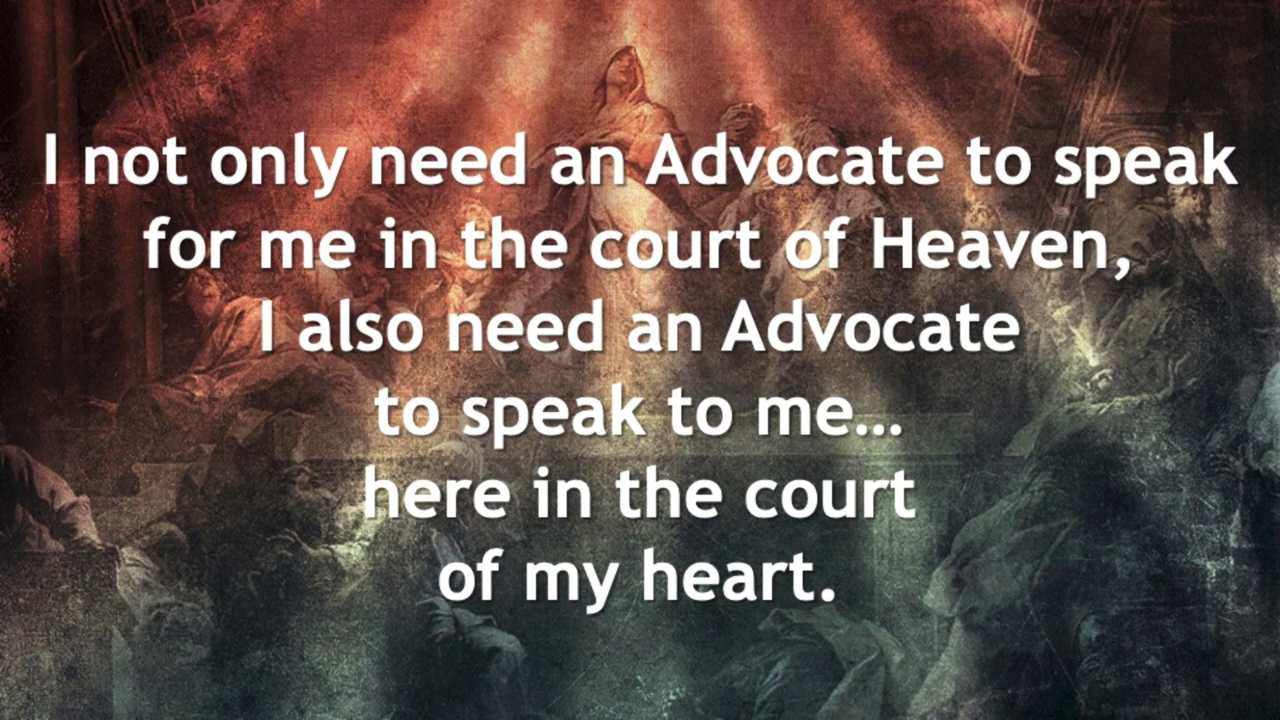 I not only need an Advocate to speak
for me in the court of Heaven,
I also need an Advocate
to speak to me...
here in the court
of my heart.